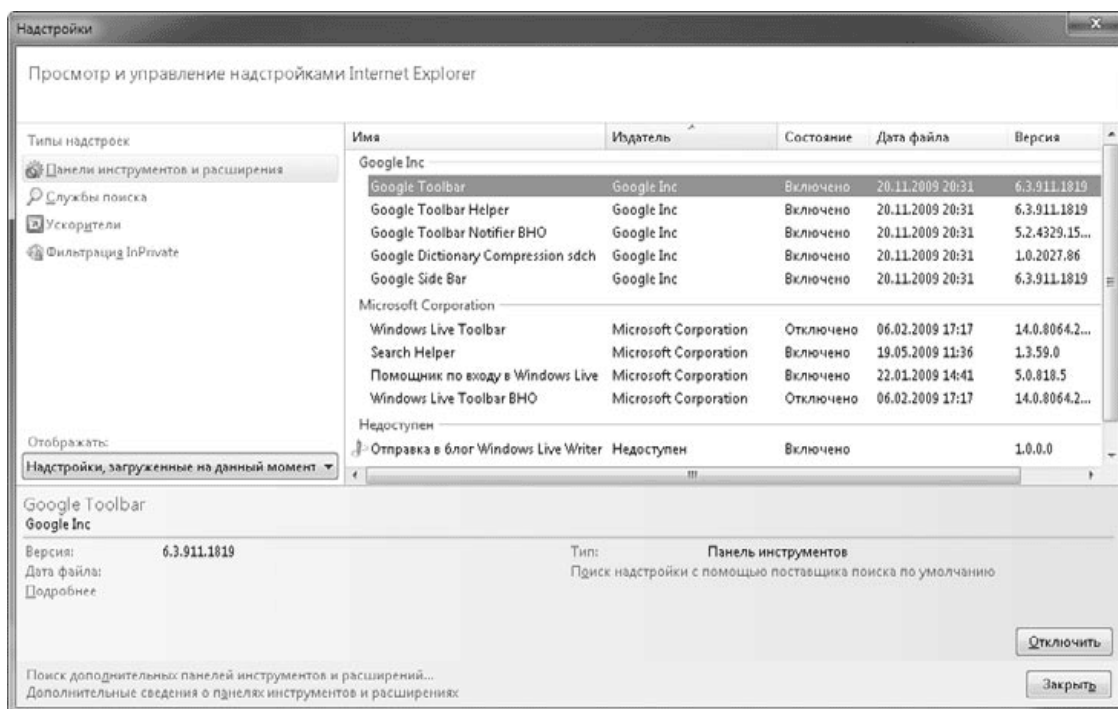 Надстройки
Просмотр и управление надстройками Internet Explorer
Типы надстроек
Панели инструментов и расширения
Службы поиска
Ускорители
Фильтрация InPrivate
Отображать:
Надстройки, загруженные на данный момент
Имя Издатель Состояние Дата файла Версия
Google Inc
Google Toolbar Google Inc Включено 20.11.2009 20:31 6.3.911.1819
Google Toolbar Helper Google Inc Включено 20.11.2009 20:31 6.3.911.1819
Google Toolbar Notifier BHO Google Inc Включено 20.11.2009 20:31 5.2.4329.15...
Google Dictionary Compression sdch Google Inc Включено 20.11.2009 20:31 1.0.2027.86
Google Side Bar Google Inc Включено 20.11.2009 20:31 6.3.911.1819
Microsoft Corporation
Windows Live Toolbar Microsoft Corporation Отключено 06.02.2009 17:17 14.0.8064.2...
Search Helper Microsoft Corporation Включено 19.05.2009 11:36 1.3.59.0
Помощник по входу в Windows Live Microsoft Corporation Включено 22.01.2009 14:41 5.0.818.5
Windows Live Toolbar BHO Microsoft Corporation Отключено 06.02.2009 17:17 14.0.8064.2...
Недоступен
Отправка в блог Windows Live Writer Недоступен Включено 1.0.0.0
Google Toolbar
Google Inc
Версия: 6.3.911.1819
Дата файла:
Подробнее
Тип: Панель инструментов
Поиск надстройки с помощью поставщика поиска по умолчанию
Отключить
Поиск дополнительных панелей инструментов и расширений...
Дополнительные сведения о панелях инструментов и расширениях
Закрыть